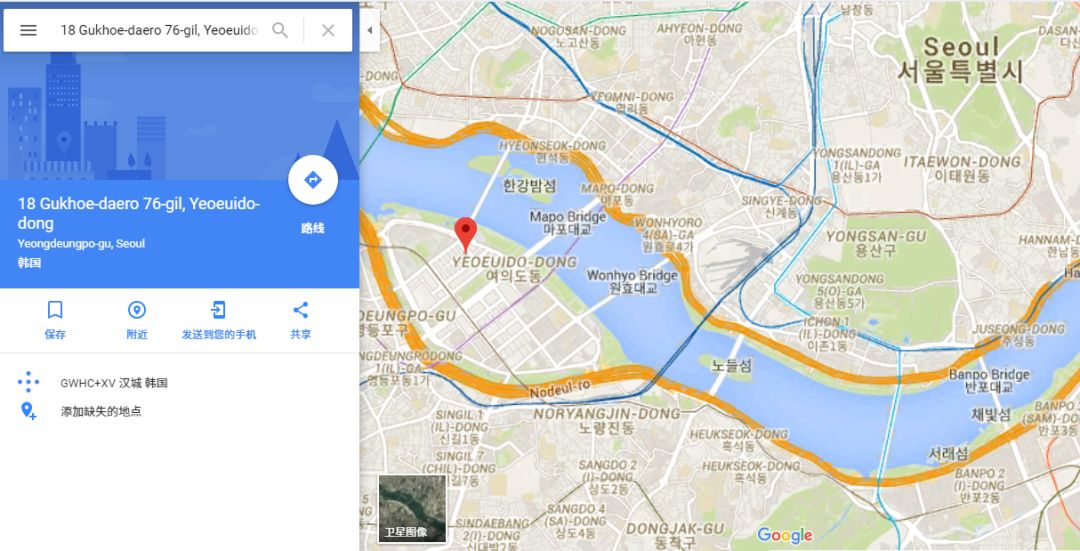 18 Gukhoe-daero 76-gil, Yeoeuido
18 Gukhoe-daero 76-gil, Yeoeuido-
dong
Yeongdeungpo-gu, Seoul
韩国
路线
保存
附近
发送到您的手机
共享
GWHC+XV 汉城 韩国
添加缺失的地点
남창동
NOGOSAN-DONG
노고산동
AHYEON-DONG
아현동
Seoul
서울특별시
YEOMNI-DONG
염리동
HYEONSEOK-DONG
현석동
YONGSANDONG
1(IL)-GA
용산동1가
ITAEWON-DONG
이태원동
한강밤섬
MAPO-DONG
마포동
SINGYE-DONG
신계동
Mapo Bridge
마포대교
WONHYORO
4(SA)-GA
원효로4가
YONGSAN-GU
용산구
HANNAM-D
한남동
YEOEUIDO-DONG
여의도동
Wonhyo Bridge
원효대교
YONGSANDONG
5(O)-GA
용산동5가
DEUNGPO-GU
등포구
ICHON 1
(IL)-DONG
이촌1동
JUSEONG-DONG
주성동
NGDEUNGPODONG
노들섬
Banpo Bridge
반포대교
Nodeul-ro
채빛섬
SINGIL 1
(IL)-DONG
신길1동
NORYANGJIN-DONG
노량진동
HEUKSEOK-DONG
흑석동
BANPO 3
(SAM)-DONG
반포3동
서래섬
SINGIL 7
(CHIL)-DONG
신길7동
SANGDO 2
(I)-DONG
상도2동
HEUKSEOK-DONG
흑석동
BANPO 2
(I)-DONG
반포2동
SANGDO 4
(SA)-DONG
상도4동
SINDAEBANG
DONGJAK-GU
동작구
卫星图像
Google